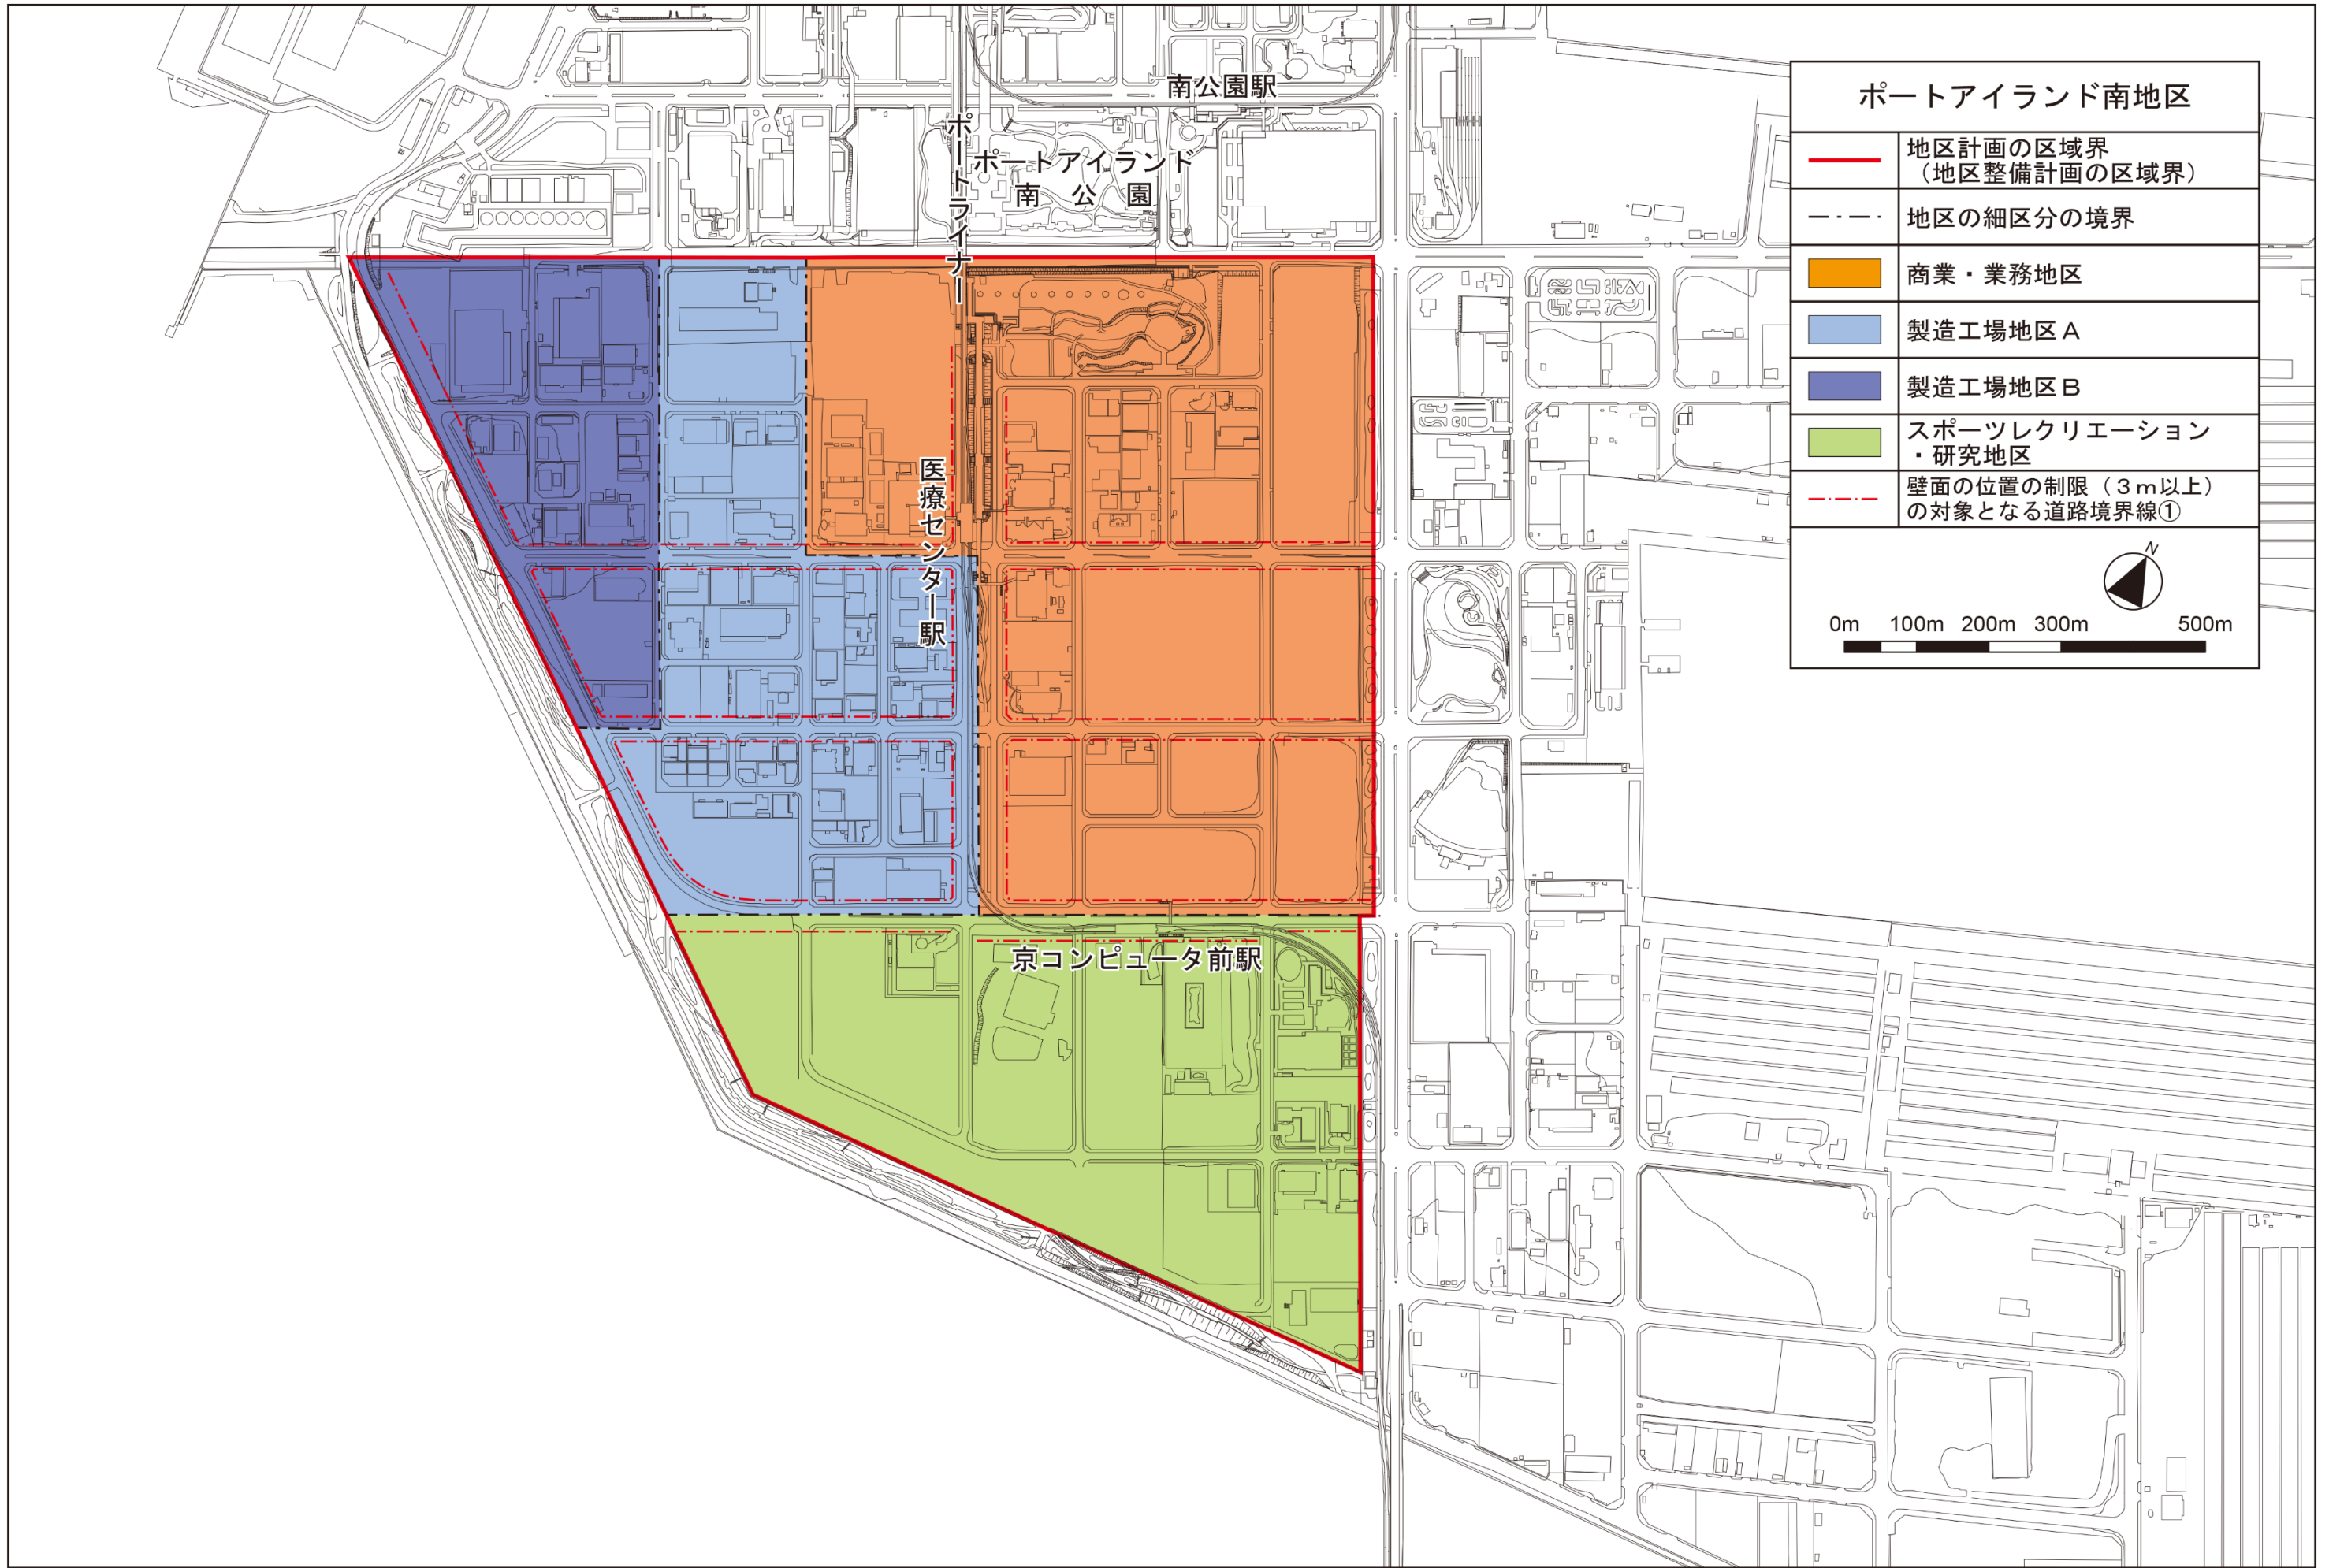 南公園駅
ポートライナー
ポートアイランド
南公園
医療センター駅
京コンピュータ前駅
ポートアイランド南地区
地区計画の区域界
（地区整備計画の区域界）
地区の細区分の境界
商業・業務地区
製造工場地区A
製造工場地区B
スポーツレクリエーション
・研究地区
壁面の位置の制限（3m以上）
の対象となる道路境界線①
N
0m 100m 200m 300m 500m